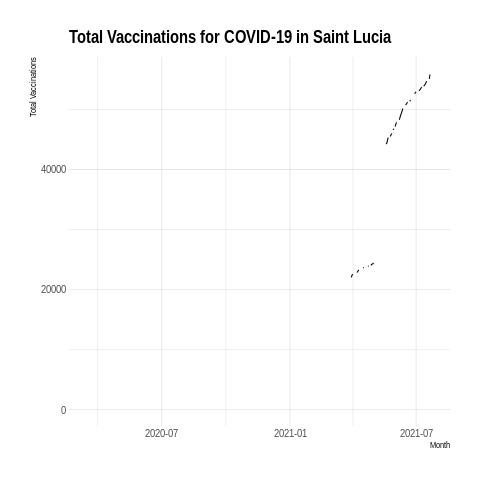 Total Vaccinations for COVID-19 in Saint Lucia
Total Vaccinations
40000
20000
0
2020-07
2021-01
2021-07
Month